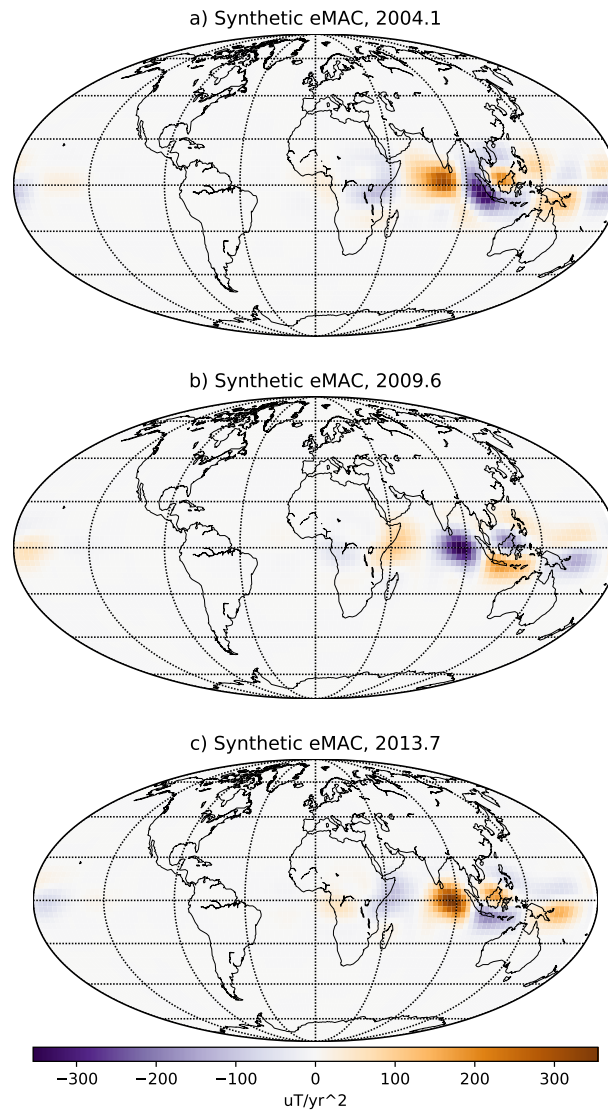 a) Synthetic eMAC, 2004.1
b) Synthetic eMAC, 2009.6
c) Synthetic eMAC, 2013.7
−300 −200 −100 0 100 200 300
uT/yr^2